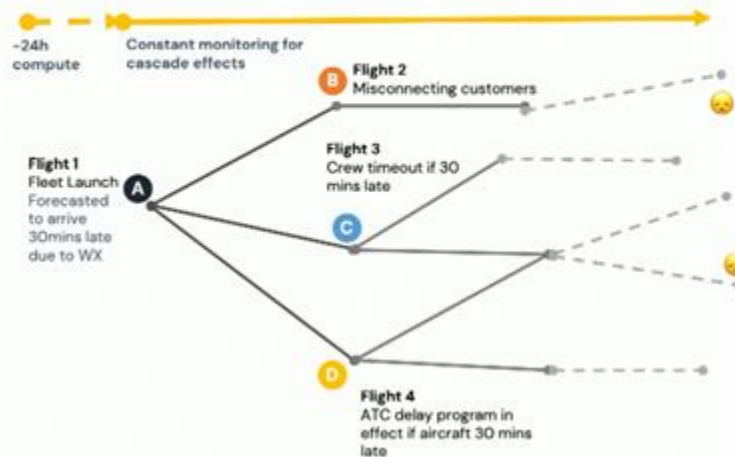 ~24h
compute
Constant monitoring for
cascade effects
B
Flight 2
Misconnecting customers
Flight 1
Fleet Launch
Forecasted
to arrive
30mins late
due to WX
A
Flight 3
Crew timeout if 30
mins late
C
D
Flight 4
ATC delay program in
effect if aircraft 30 mins
late